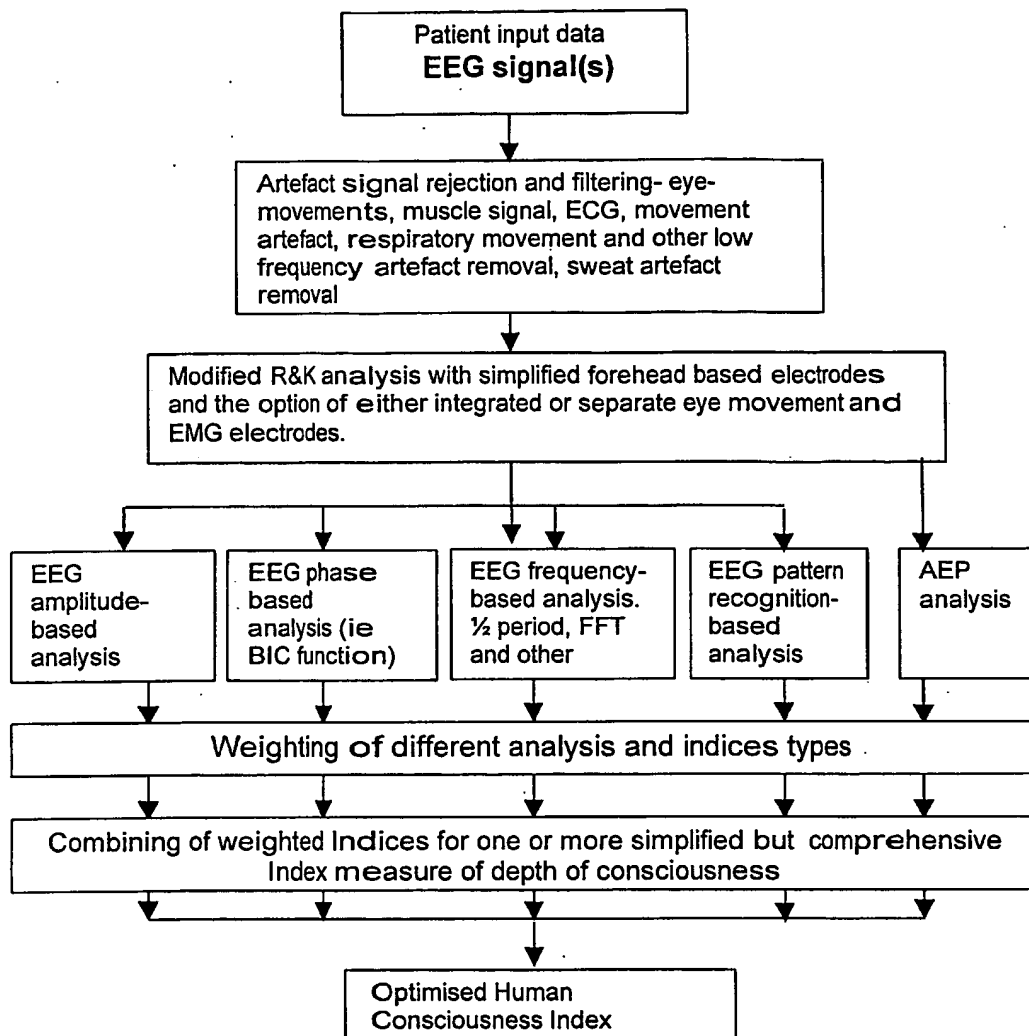 Patient input data
EEG signal(s)
Artefact signal rejection and filtering- eye-
movements, muscle signal, ECG, movement
artefact, respiratory movement and other low
frequency artefact removal, sweat artefact
removal
Modified R&K analysis with simplified forehead based electrodes
and the option of either integrated or separate eye movement and
EMG electrodes.
EEG
amplitude-
based
analysis
EEG phase
based
analysis (ie
BIC function)
EEG frequency-
based analysis.
½ period, FFT
and other
EEG pattern
recognition-
based
analysis
AEP
analysis
Weighting of different analysis and indices types
Combining of weighted Indices for one or more simplified but comprehensive
Index measure of depth of consciousness
Optimised Human
Consciousness Index